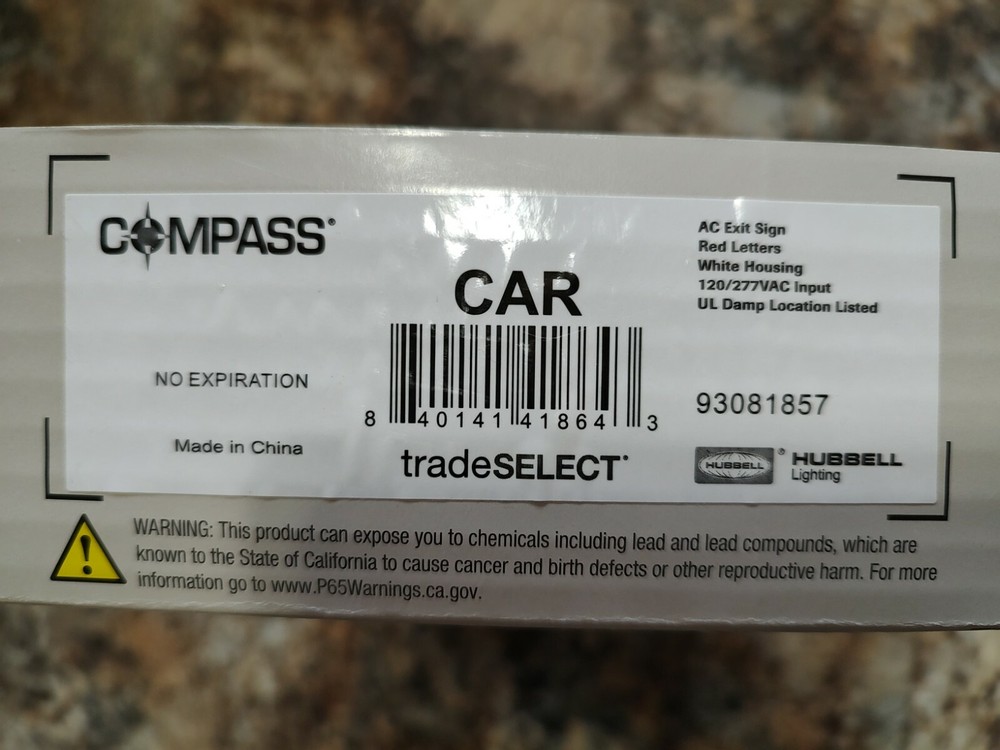 COMPASS®
AC Exit Sign
Red Letters
White Housing
120/277VAC Input
UL Damp Location Listed
CAR
NO EXPIRATION
8 40141 41864 3
93081857
Made in China
tradeSELECT®
HUBBELL® HUBBELL
Lighting
WARNING: This product can expose you to chemicals including lead and lead compounds, which are
known to the State of California to cause cancer and birth defects or other reproductive harm. For more
information go to www.P65Warnings.ca.gov.